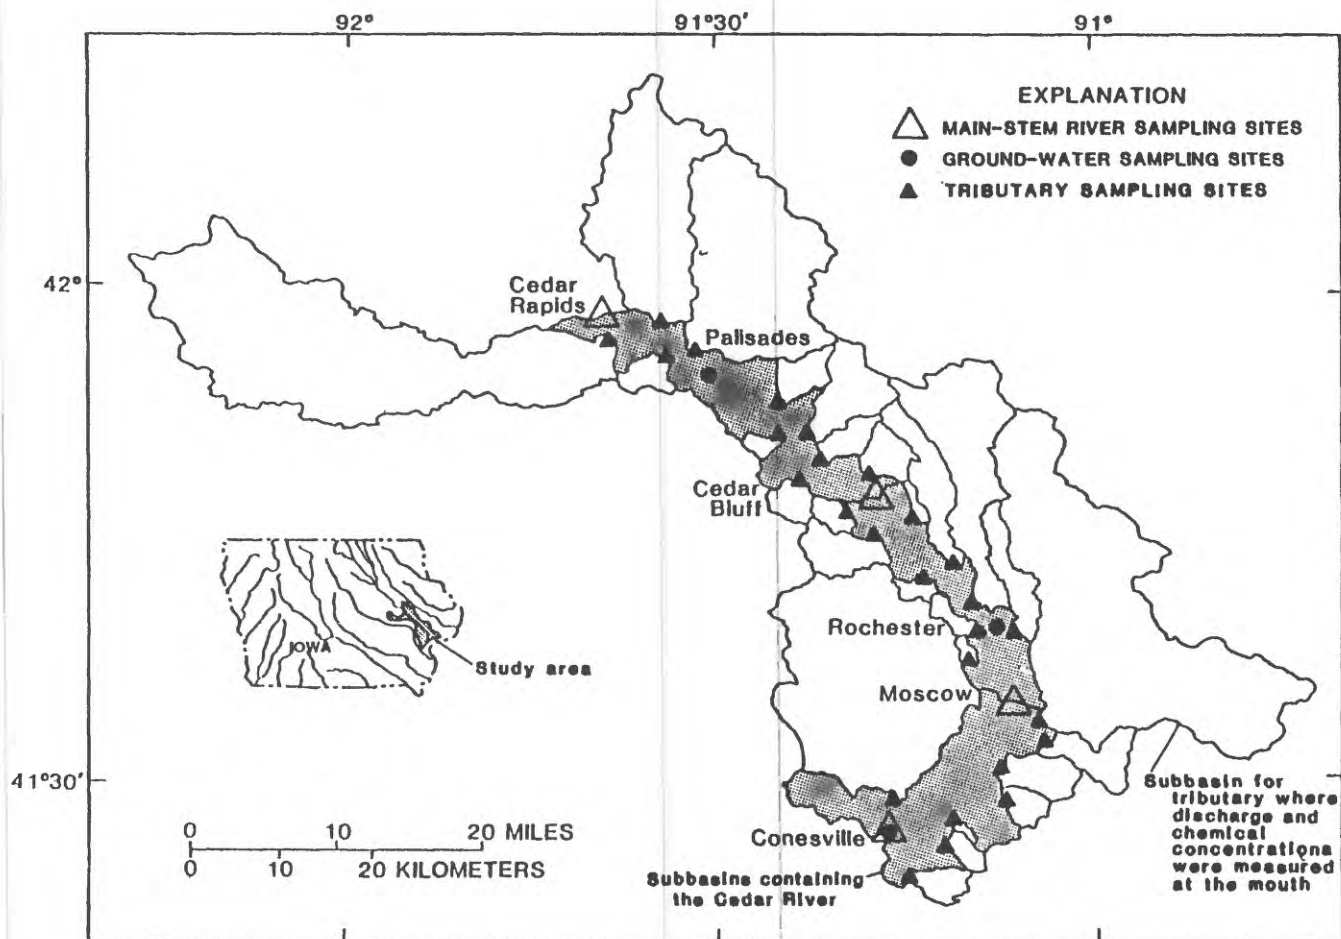 92°
91°30'
91°
EXPLANATION
MAIN-STEM RIVER SAMPLING SITES
GROUND-WATER SAMPLING SITES
TRIBUTARY SAMPLING SITES
42°
Cedar
Rapids
Palisades
Cedar
Bluff
Rochester
Moscow
IOWA
Study area
41°30'
Conesville
Subbasin for
tributary where
discharge and
chemical
concentrations
were measured
at the mouth
Subbasins containing
the Cedar River
0 10 20 MILES
0 10 20 KILOMETERS